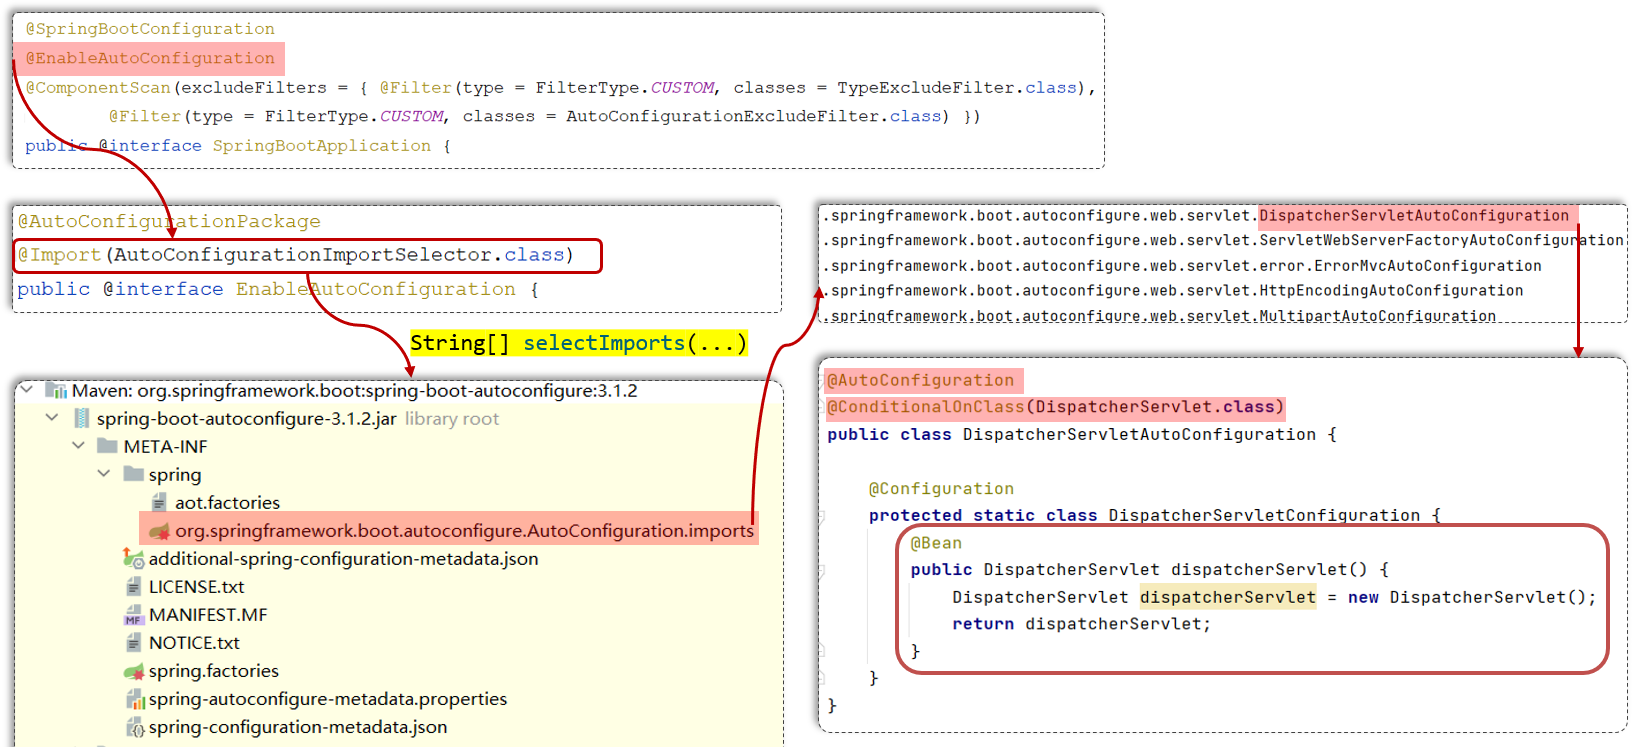 @SpringBootConfiguration
@EnableAutoConfiguration
@ComponentScan(excludeFilters = { @Filter(type = FilterType.CUSTOM, classes = TypeExcludeFilter.class),
@Filter(type = FilterType.CUSTOM, classes = AutoConfigurationExcludeFilter.class) })
public @interface SpringBootApplication {
@AutoConfigurationPackage
@Import(AutoConfigurationImportSelector.class)
public @interface EnableAutoConfiguration {
String[] selectImports(...)
Maven: org.springframework.boot:spring-boot-autoconfigure:3.1.2
spring-boot-autoconfigure-3.1.2.jar library root
META-INF
spring
aot.factories
org.springframework.boot.autoconfigure.AutoConfiguration.imports
additional-spring-configuration-metadata.json
LICENSE.txt
MF MANIFEST.MF
NOTICE.txt
spring.factories
spring-autoconfigure-metadata.properties
spring-configuration-metadata.json
.springframework.boot.autoconfigure.web.servlet.DispatcherServletAutoConfiguration
.springframework.boot.autoconfigure.web.servlet.ServletWebServerFactoryAutoConfiguration
.springframework.boot.autoconfigure.web.servlet.error.ErrorMvcAutoConfiguration
.springframework.boot.autoconfigure.web.servlet.HttpEncodingAutoConfiguration
.springframework.boot.autoconfigure.web.servlet.MultipartAutoConfiguration
@AutoConfiguration
@ConditionalOnClass(DispatcherServlet.class)
public class DispatcherServletAutoConfiguration {
@Configuration
protected static class DispatcherServletConfiguration {
@Bean
public DispatcherServlet dispatcherServlet() {
DispatcherServlet dispatcherServlet = new DispatcherServlet();
return dispatcherServlet;
}
}
}